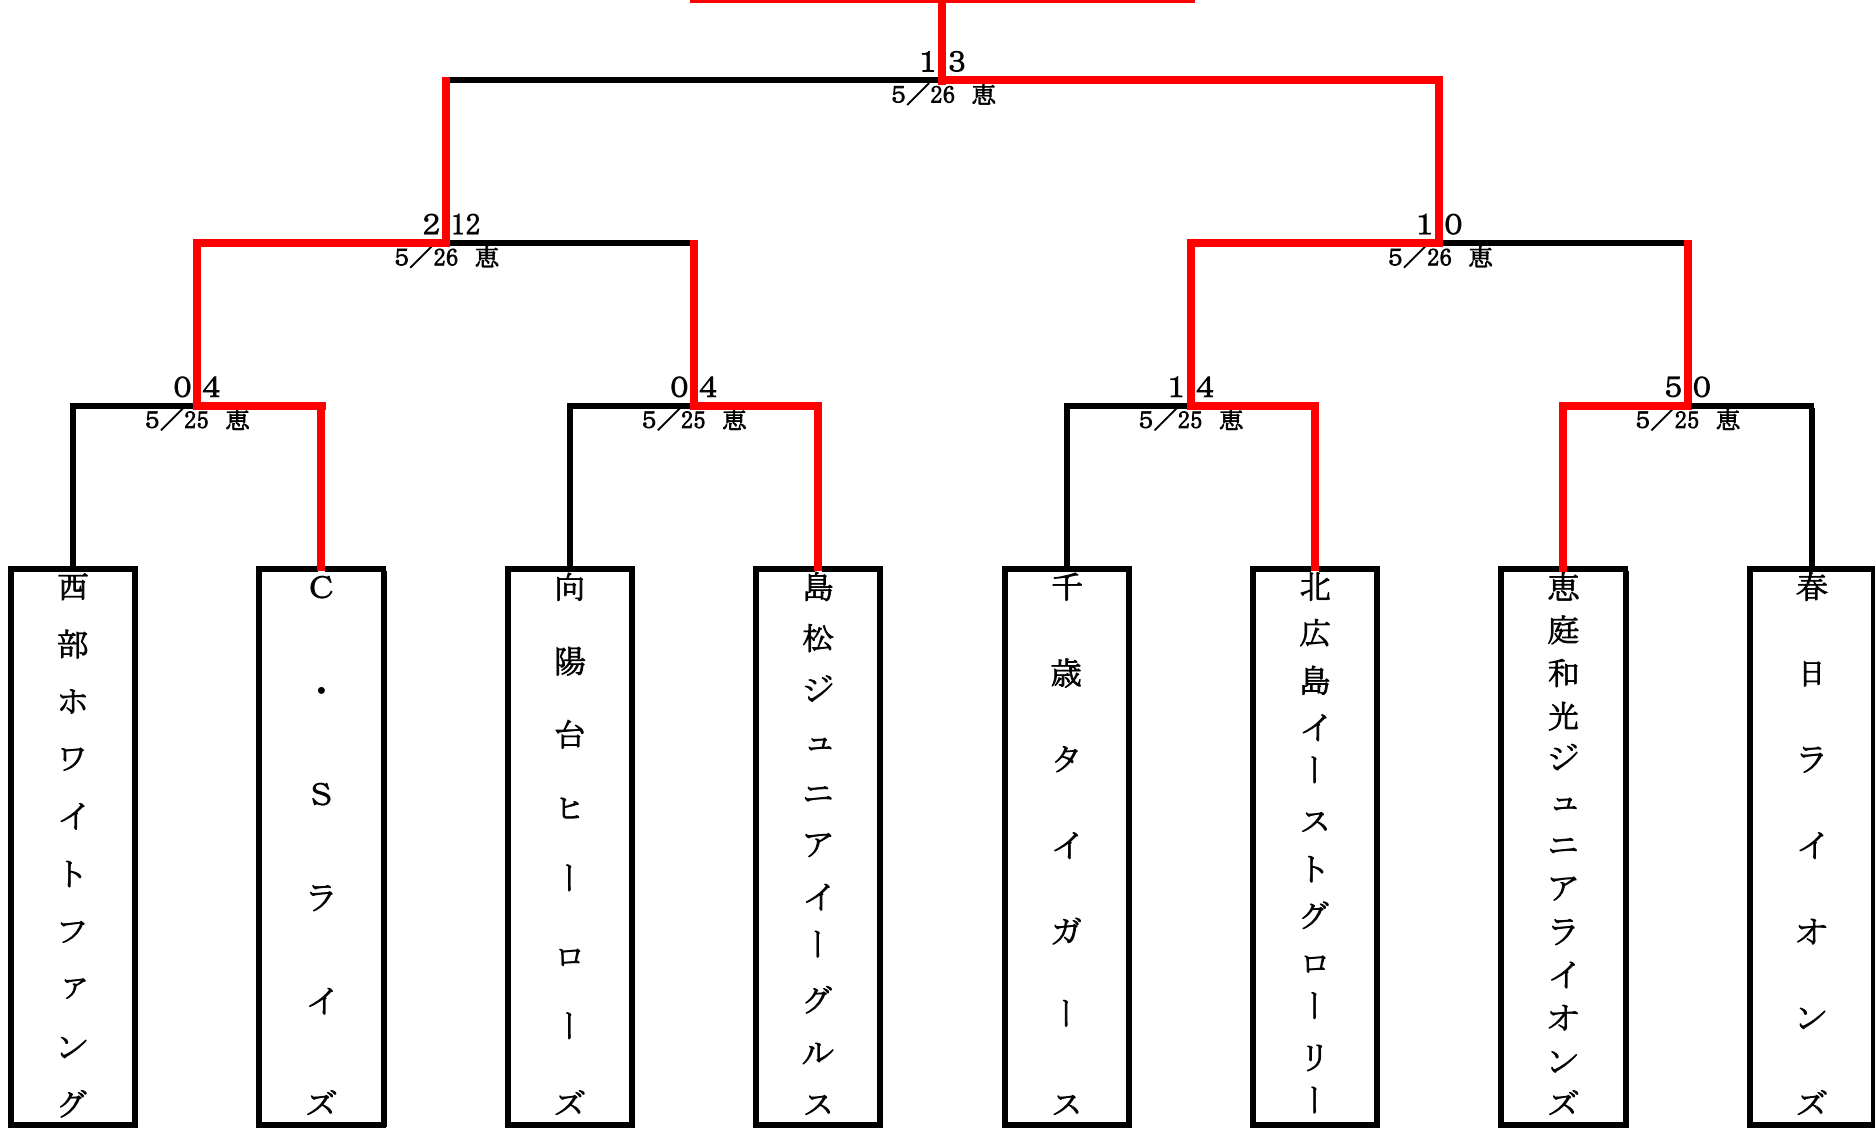 1 3
5／26 恵
2 12
5／26 恵
1 0
5／26 恵
0 4
5／25 恵
0 4
5／25 恵
1 4
5／25 恵
5 0
5／25 恵
西部ホワイトファング
C・Sライズ
向陽台ヒーローズ
島松ジュニアイーグルス
千歳タイガース
北広島イーストグローリー
恵庭和光ジュニアライオンズ
春日ライオンズ